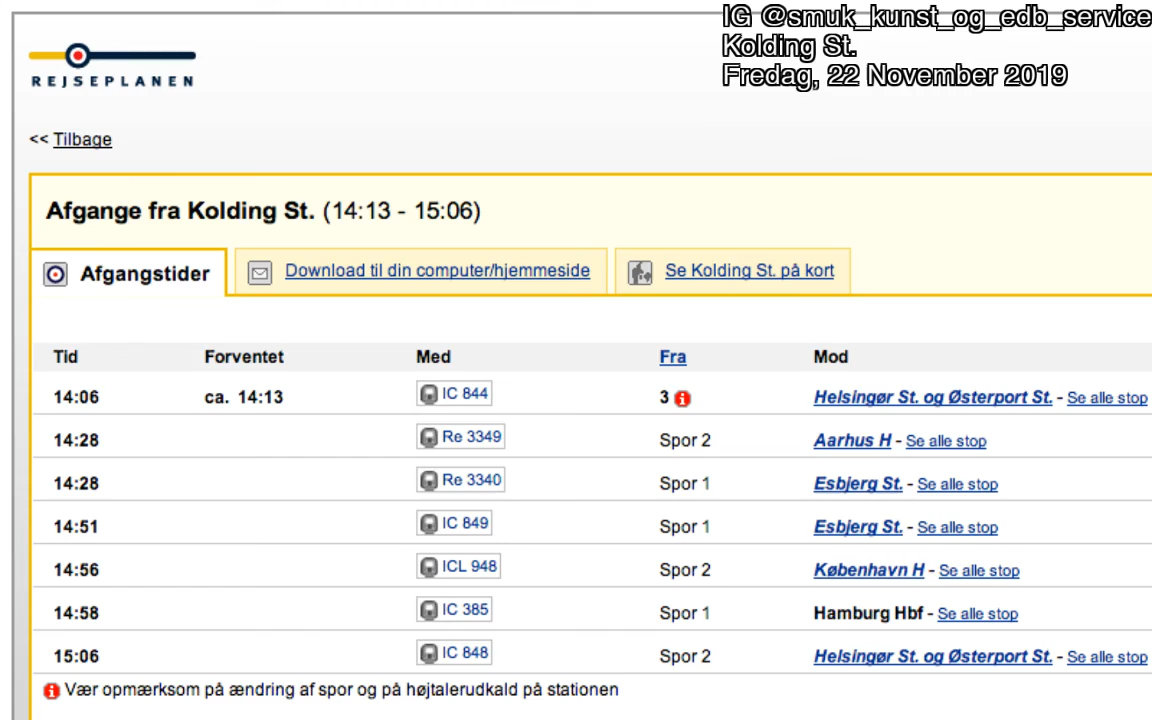 IG @smuk_kunst_og_edb_service
Kolding St.
Fredag, 22 November 2019
REJSEPLANEN
<< Tilbage
Afgange fra Kolding St. (14:13 - 15:06)
Afgangstider Download til din computer/hjemmeside Se Kolding St. på kort
Tid Forventet Med Fra Mod
14:06 ca. 14:13 IC 844 3 Helsingør St. og Østerport St. - Se alle stop
14:28 Re 3349 Spor 2 Aarhus H - Se alle stop
14:28 Re 3340 Spor 1 Esbjerg St. - Se alle stop
14:51 IC 849 Spor 1 Esbjerg St. - Se alle stop
14:56 ICL 948 Spor 2 København H - Se alle stop
14:58 IC 385 Spor 1 Hamburg Hbf - Se alle stop
15:06 IC 848 Spor 2 Helsingør St. og Østerport St. - Se alle stop
Vær opmærksom på ændring af spor og på højtalerudkald på stationen